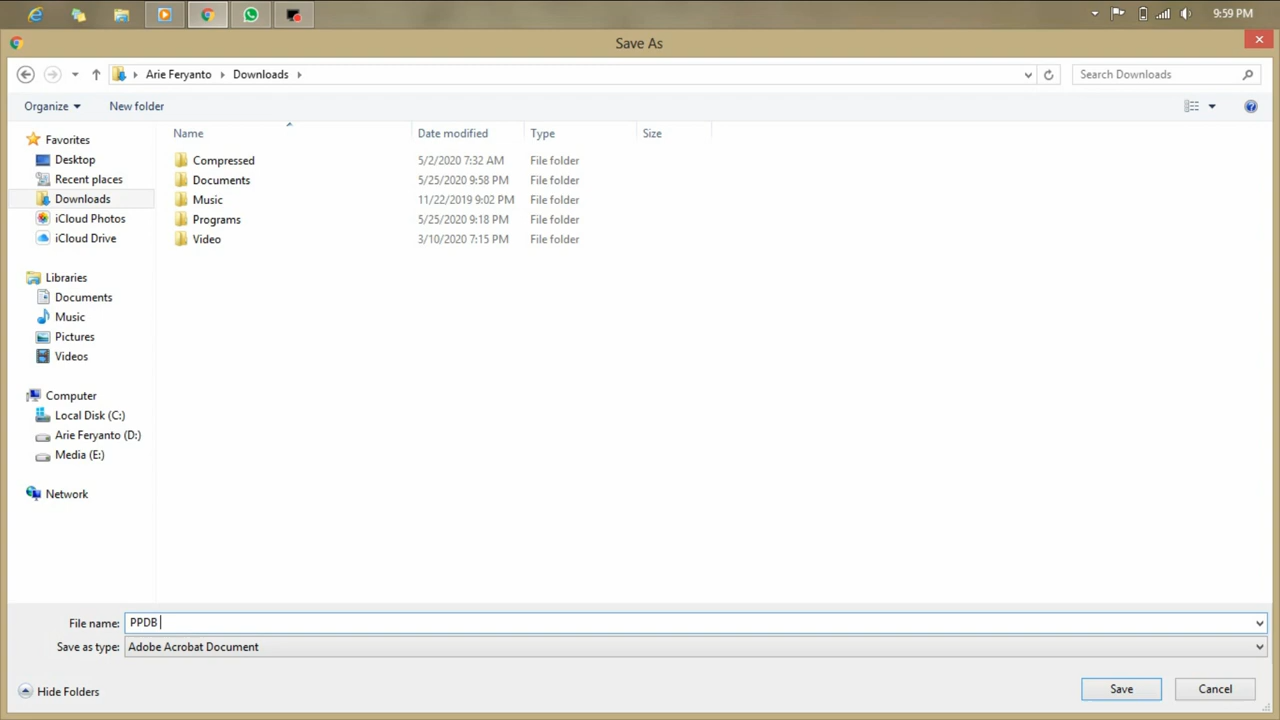 9:59 PM
Save As
Arie Feryanto Downloads
Search Downloads
Organize New folder
Name Date modified Type Size
Favorites
Desktop
Recent places
Downloads
iCloud Photos
iCloud Drive
Libraries
Documents
Music
Pictures
Videos
Computer
Local Disk (C:)
Arie Feryanto (D:)
Media (E:)
Network
Compressed 5/2/2020 7:32 AM File folder
Documents 5/25/2020 9:58 PM File folder
Music 11/22/2019 9:02 PM File folder
Programs 5/25/2020 9:18 PM File folder
Video 3/10/2020 7:15 PM File folder
File name: PPDB
Save as type: Adobe Acrobat Document
Hide Folders Save Cancel